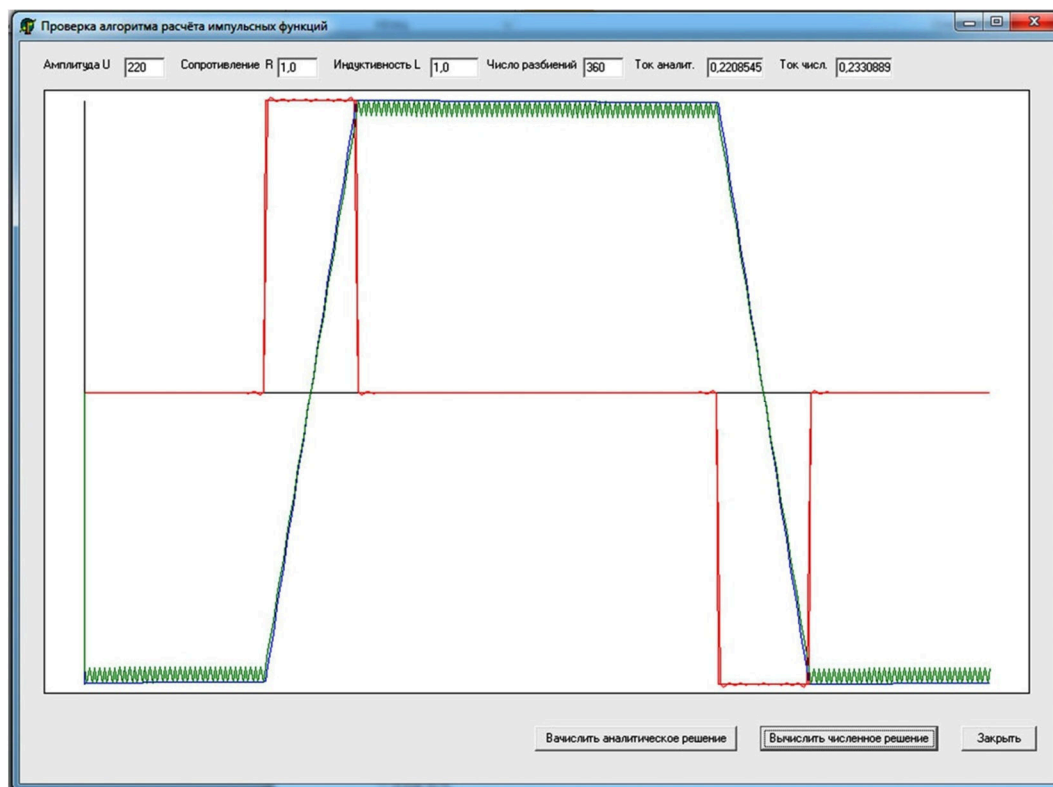 Проверка алгоритма расчёта импульсных функций
Амплитуда U 220 Сопротивление R 1,0 Индуктивность L 1,0 Число разбиений 360 Ток аналит. 0,2208545 Ток числ. 0,2330889
Вачислить аналитическое решение Вычислить численное решение Закрыть